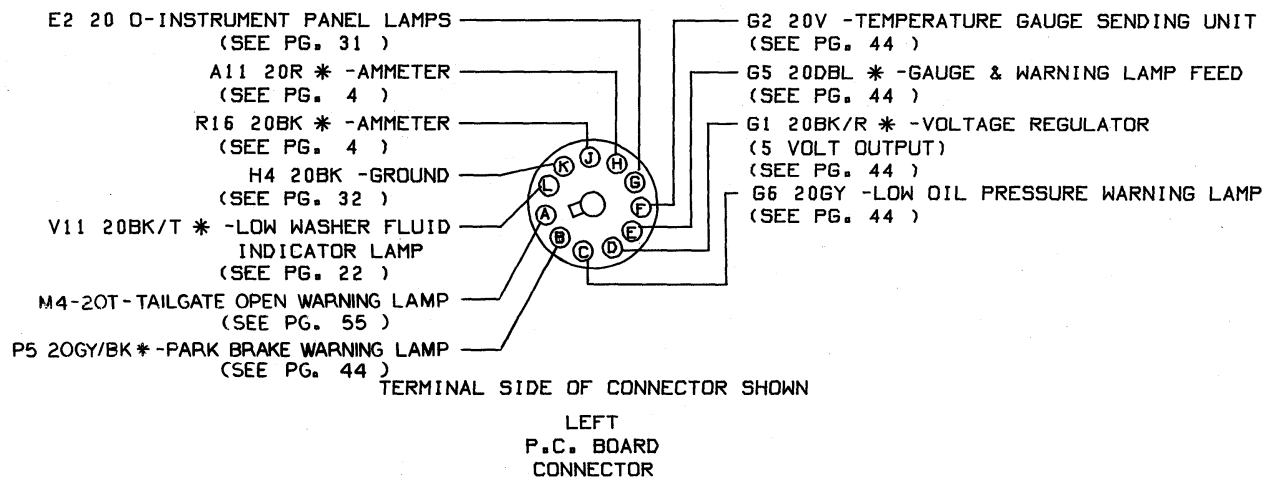 E2 20 O-INSTRUMENT PANEL LAMPS
(SEE PG. 31 )
A11 20R * -AMMETER
(SEE PG. 4 )
R16 20BK * -AMMETER
(SEE PG. 4 )
H4 20BK -GROUND
(SEE PG. 32 )
V11 20BK/T * -LOW WASHER FLUID
INDICATOR LAMP
(SEE PG. 22 )
M4-20T-TAILGATE OPEN WARNING LAMP
(SEE PG. 55 )
P5 20GY/BK * -PARK BRAKE WARNING LAMP
(SEE PG. 44 )
G2 20V -TEMPERATURE GAUGE SENDING UNIT
(SEE PG. 44 )
G5 20DBL * -GAUGE & WARNING LAMP FEED
(SEE PG. 44 )
G1 20BK/R * -VOLTAGE REGULATOR
(5 VOLT OUTPUT)
(SEE PG. 44 )
G6 20GY -LOW OIL PRESSURE WARNING LAMP
(SEE PG. 44 )
J
K
H
L
G
A
F
B
E
C
D
TERMINAL SIDE OF CONNECTOR SHOWN
LEFT
P.C. BOARD
CONNECTOR